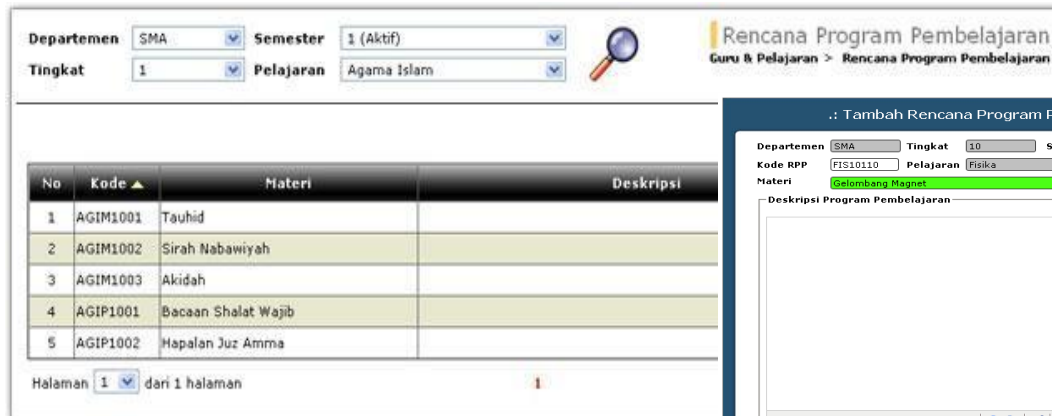 Departemen SMA Semester 1 (Aktif)
Tingkat 1 Pelajaran Agama Islam
Rencana Program Pembelajaran
Guru & Pelajaran > Rencana Program Pembelajaran
No Kode Materi Deskripsi
1 AGIM1001 Tauhid
2 AGIM1002 Sirah Nabawiyah
3 AGIM1003 Akidah
4 AGIP1001 Bacaan Shalat Wajib
5 AGIP1002 Hapalan Juz Amma
Halaman 1 dari 1 halaman
1
.: Tambah Rencana Program P
Departemen SMA Tingkat 10 S
Kode RPP FIS10110 Pelajaran Fisika
Materi Gelombang Magnet
Deskripsi Program Pembelajaran